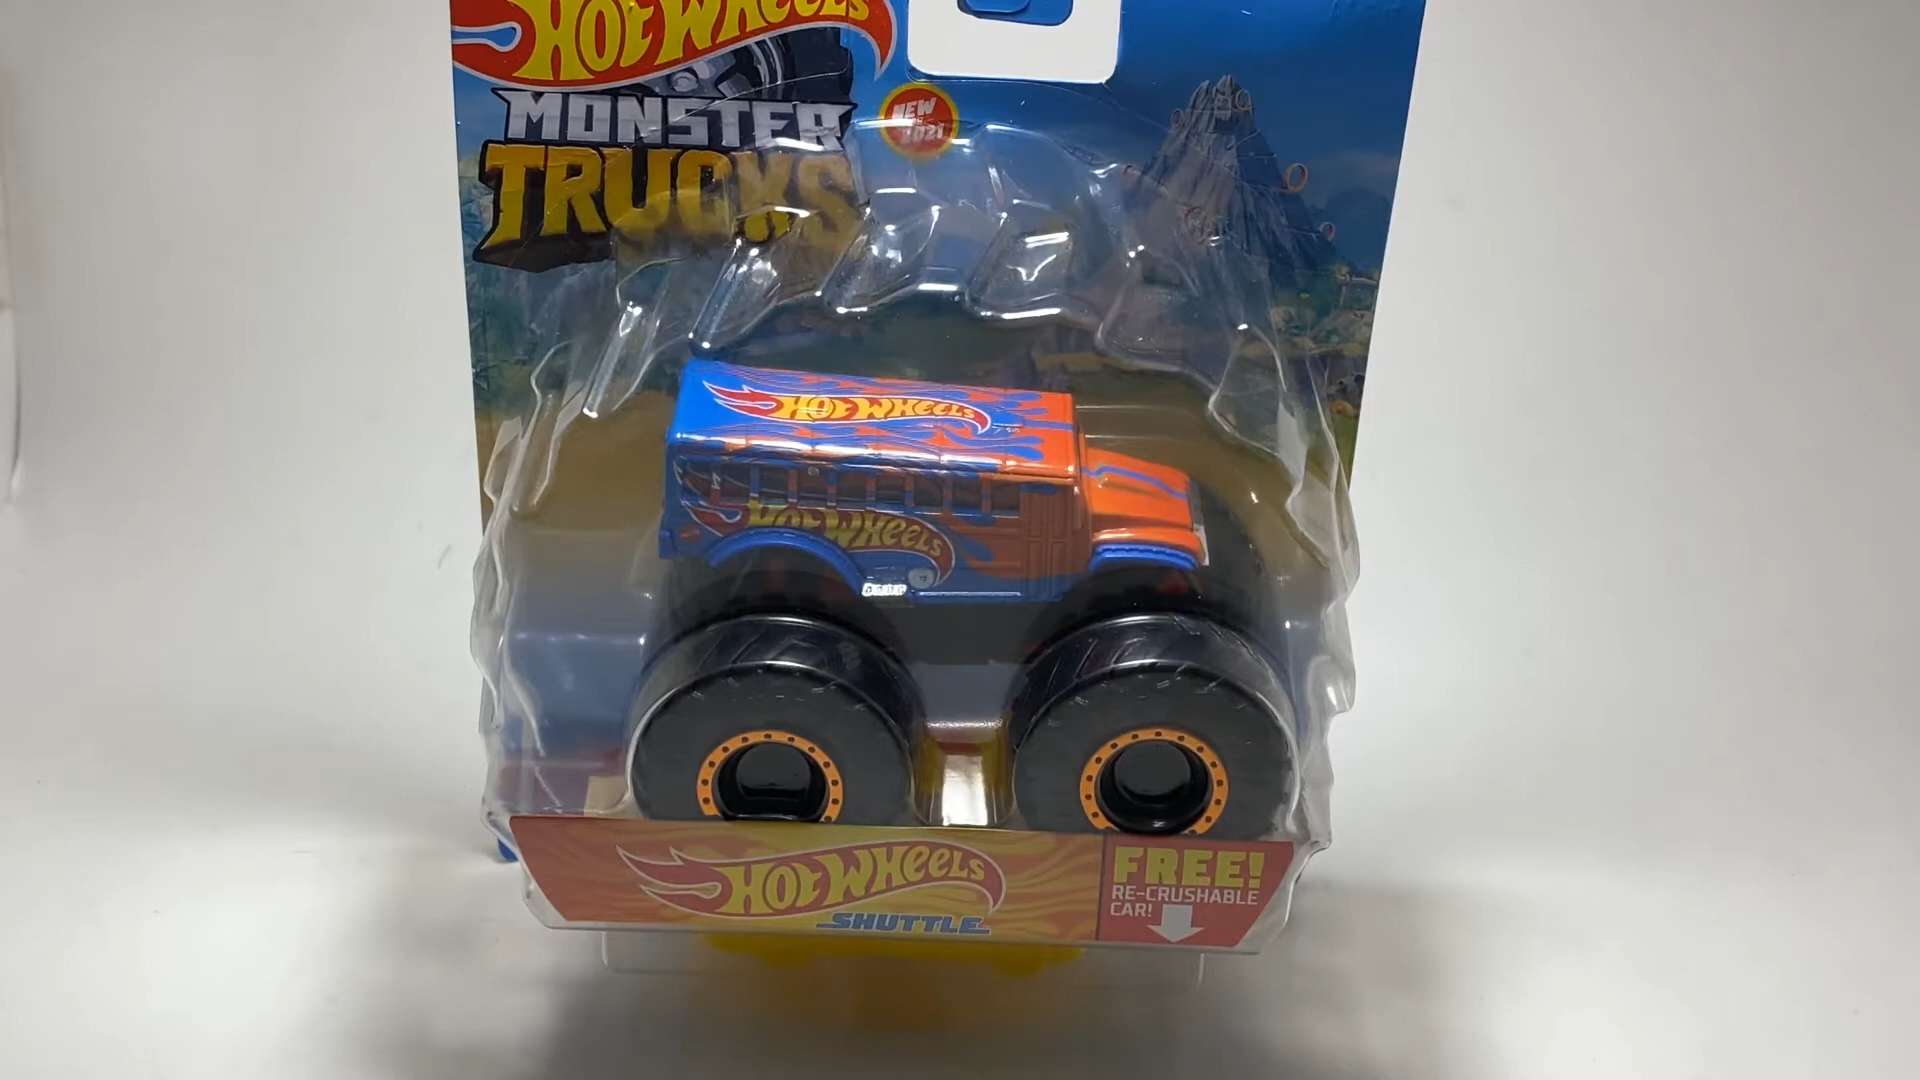 HOT WHEELS
MONSTER
TRUCKS
NEW
2021
HOT WHEELS
HOT WHEELS
HOT WHEELS
SHUTTLE
FREE!
RE-CRUSHABLE
CAR!